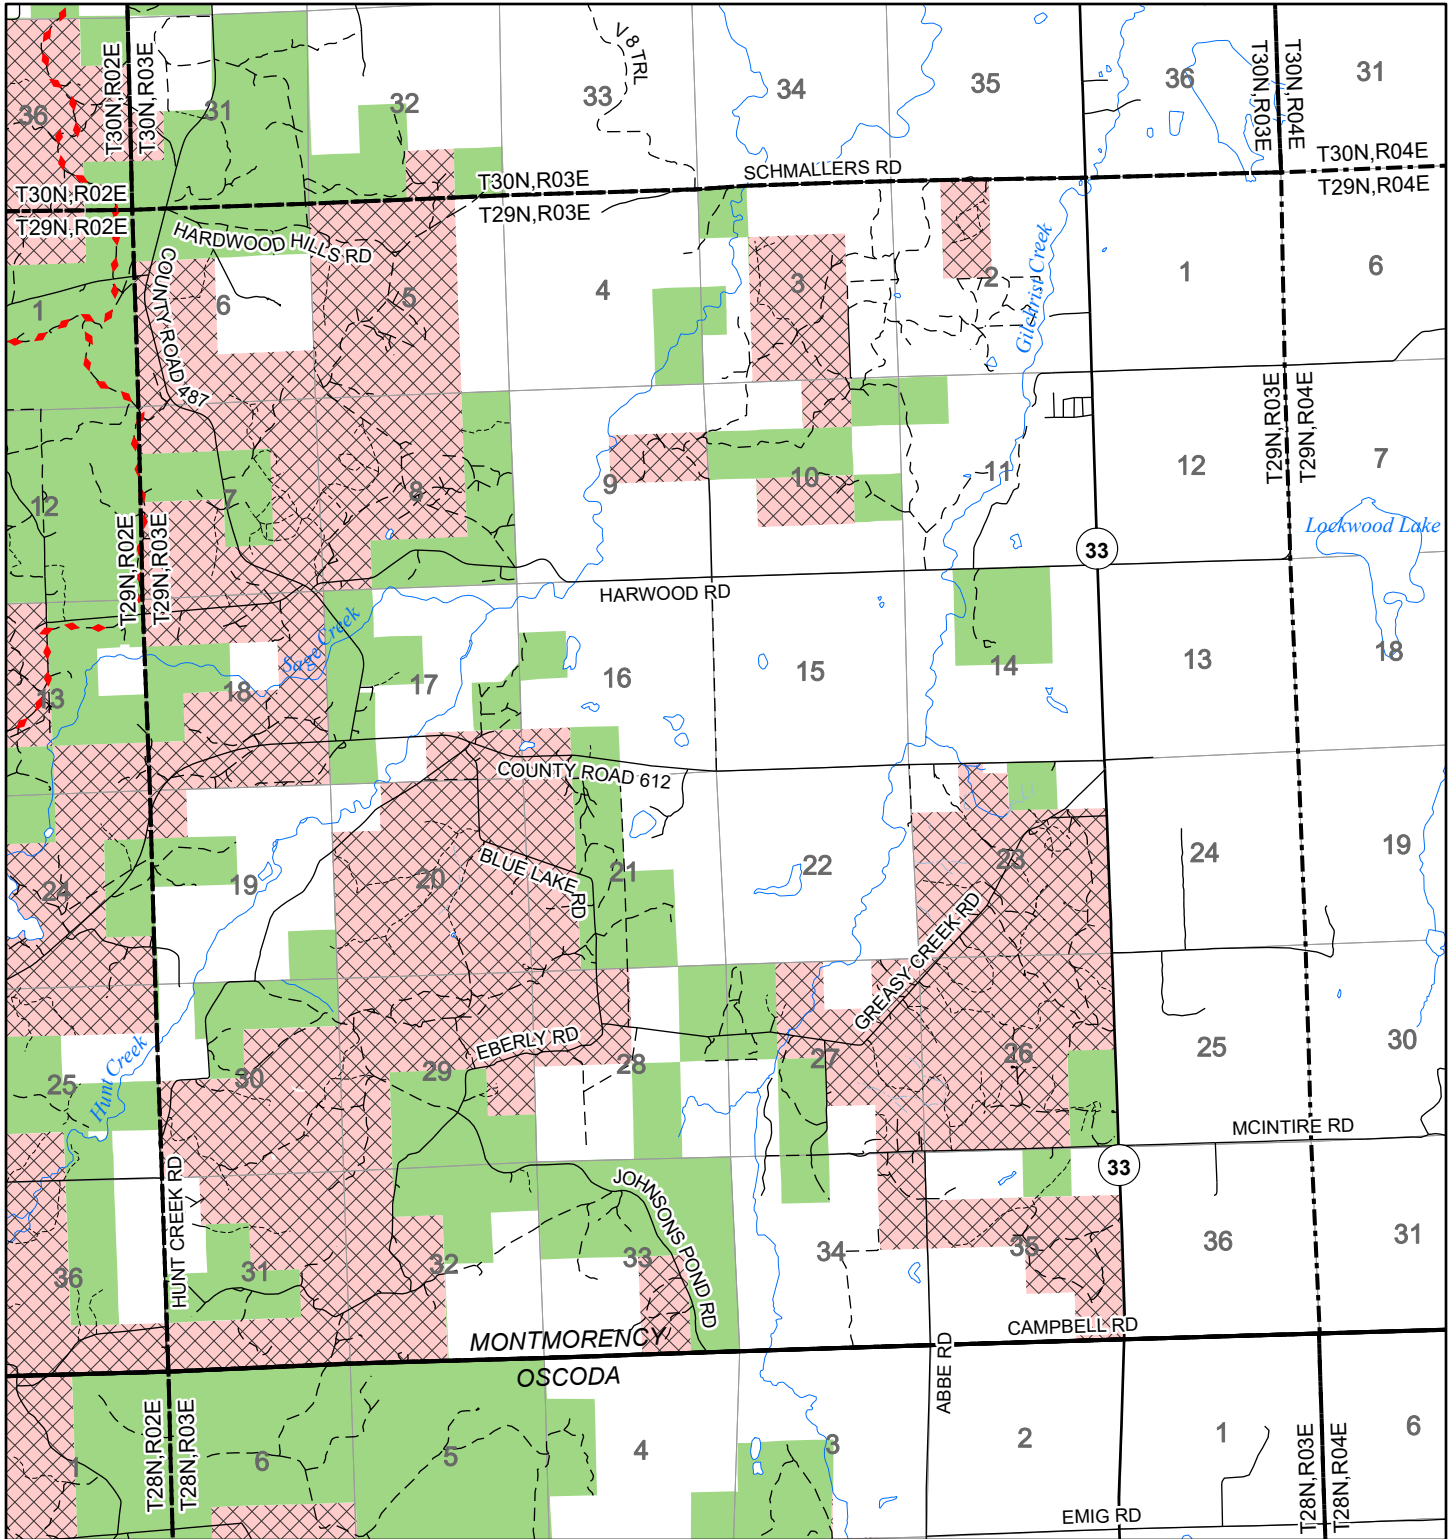 V 8 TRL
T30N,R02E
T30N,R03E
36
31
32
33
34
35
36
T30N,R03E
T30N,R04E
31
SCHMALLERS RD
T30N,R02E
T30N,R03E
T30N,R04E
T29N,R02E
T29N,R03E
T29N,R04E
HARDWOOD HILLS RD
COUNTY ROAD 487
Gilchrist Creek
1
6
5
4
3
2
1
6
T29N,R03E
T29N,R04E
12
7
8
9
10
11
12
7
Lockwood Lake
T29N,R02E
T29N,R03E
33
HARWOOD RD
Sage Creek
13
18
17
16
15
14
13
18
COUNTY ROAD 612
BLUE LAKE RD
24
19
20
21
22
23
24
19
GREASY CREEK RD
EBERLY RD
Hunt Creek
25
30
29
28
27
26
25
30
MCINTIRE RD
33
HUNT CREEK RD
JOHNSONS POND RD
36
31
32
33
34
35
36
31
MONTMORENCY
CAMPBELL RD
OSCODA
ABBE RD
T28N,R02E
T28N,R03E
1
6
5
4
3
2
1
6
T28N,R03E
T28N,R04E
EMIG RD